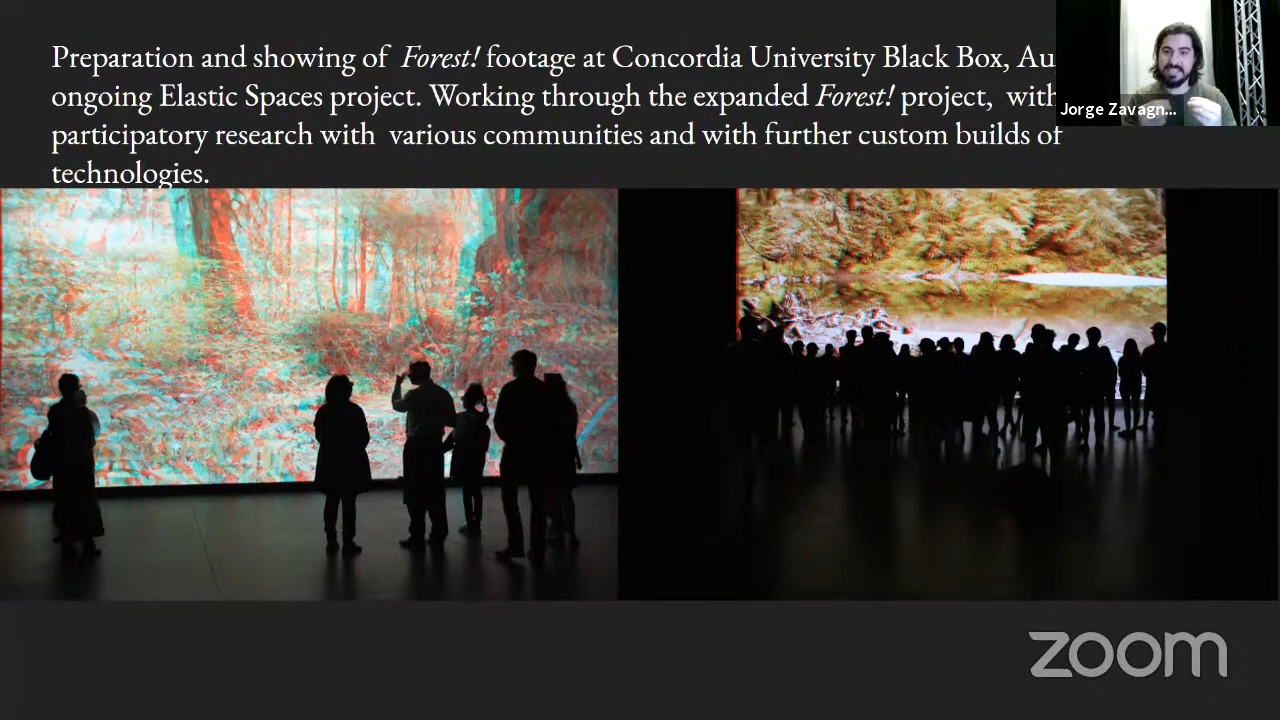 Preparation and showing of Forest! footage at Concordia University Black Box,
ongoing Elastic Spaces project. Working through the expanded Forest! project, with
participatory research with various communities and with further custom builds of
technologies.
Jorge Zavagn...
zoom